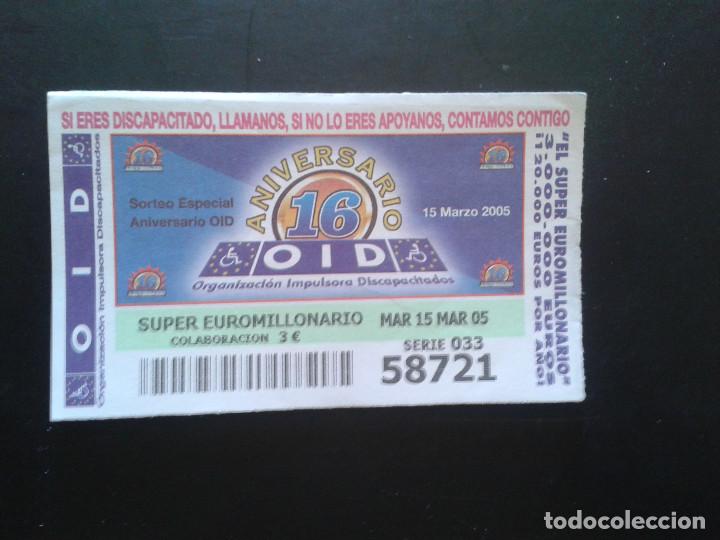 SI ERES DISCAPACITADO, LLAMANOS, SI NO LO ERES APOYANOS, CONTAMOS CONTIGO
OID
Organización Impulsora Discapacitados
Sorteo Especial
Aniversario OID
ANIVERSARIO
16
15 Marzo 2005
OID
Organización Impulsora Discapacitados
SUPER EUROMILLONARIO MAR 15 MAR 05
COLABORACION 3 €
SERIE 033
58721
"EL SUPER EUROMILLONARIO"
3.000.000 EUROS
¡120.000 EUROS POR AÑO!
todocoleccion.net